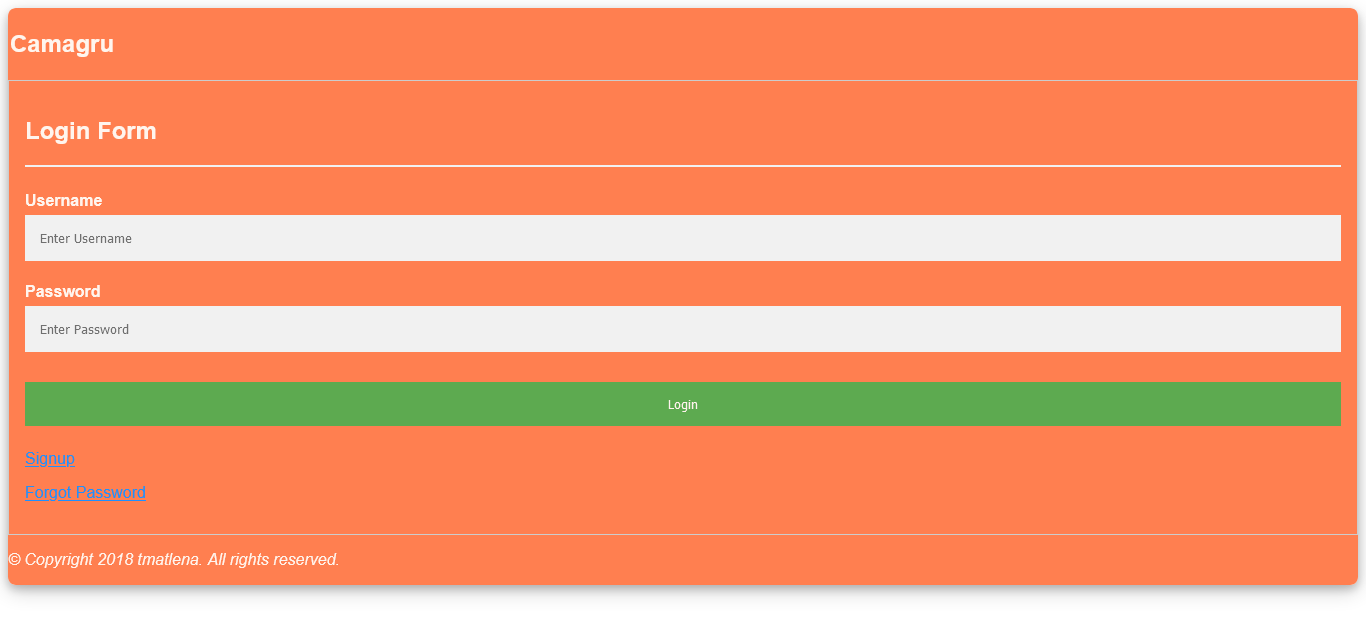 Camagru
Login Form
Username
Enter Username
Password
Enter Password
Login
Signup
Forgot Password
© Copyright 2018 tmatlena. All rights reserved.